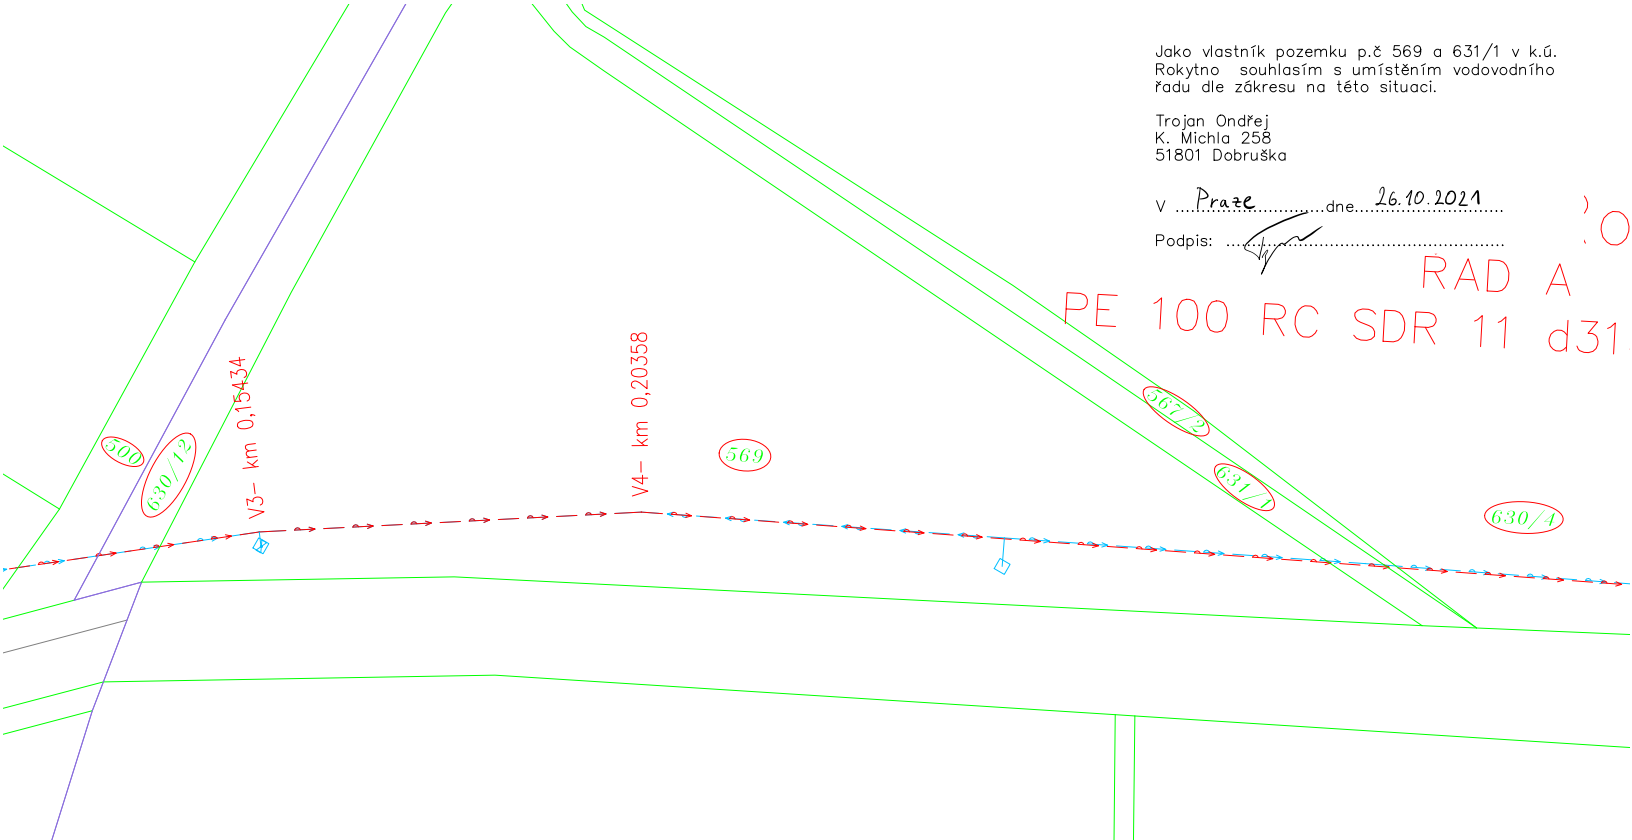 Jako vlastník pozemku p.č 569 a 631/1 v k.ú.
Rokytno souhlasím s umístěním vodovodního
řadu dle zákresu na této situaci.
Trojan Ondřej
K. Michla 258
51801 Dobruška
V Praze dne 26.10.2021
Podpis:
RAD A
PE 100 RC SDR 11 d31
V3- km 0,15434
V4- km 0,20358
500
630/12
569
567/2
631/1
630/4